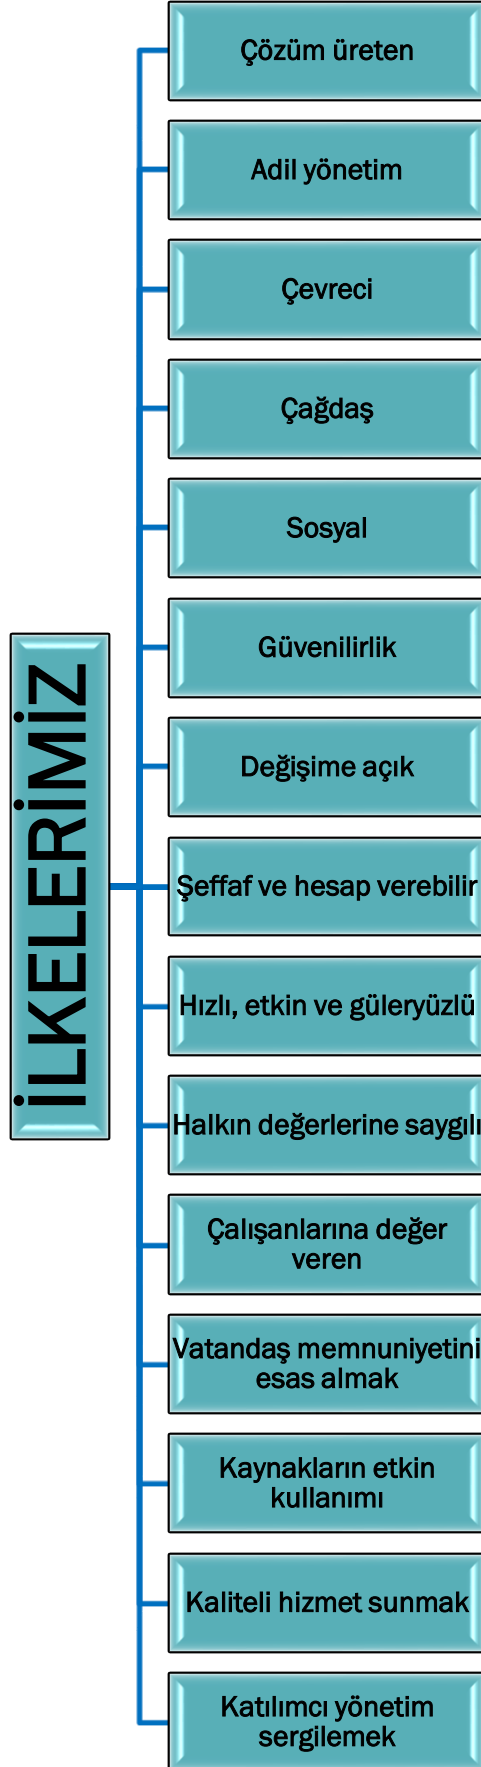 İLKELERİMİZ
Çözüm üreten
Adil yönetim
Çevreci
Çağdaş
Sosyal
Güvenilirlik
Değişime açık
Şeffaf ve hesap verebilir
Hızlı, etkin ve güleryüzlü
Halkın değerlerine saygılı
Çalışanlarına değer
veren
Vatandaş memnuniyetini
esas almak
Kaynakların etkin
kullanımı
Kaliteli hizmet sunmak
Katılımcı yönetim
sergilemek